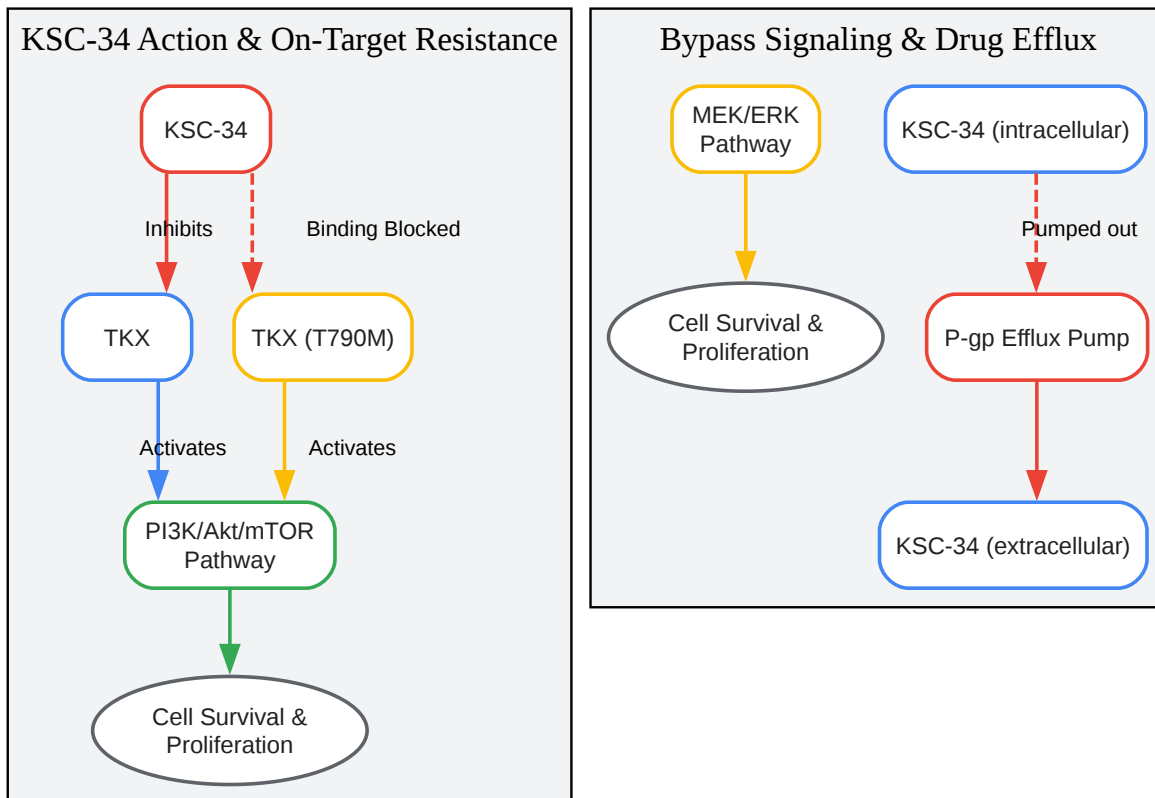 KSC-34 Action & On-Target Resistance
KSC-34
Inhibits
Binding Blocked
TKX
TKX (T790M)
Activates
Activates
PI3K/Akt/mTOR
Pathway
Cell Survival &
Proliferation
Bypass Signaling & Drug Efflux
MEK/ERK
Pathway
KSC-34 (intracellular)
Pumped out
Cell Survival &
Proliferation
P-gp Efflux Pump
KSC-34 (extracellular)